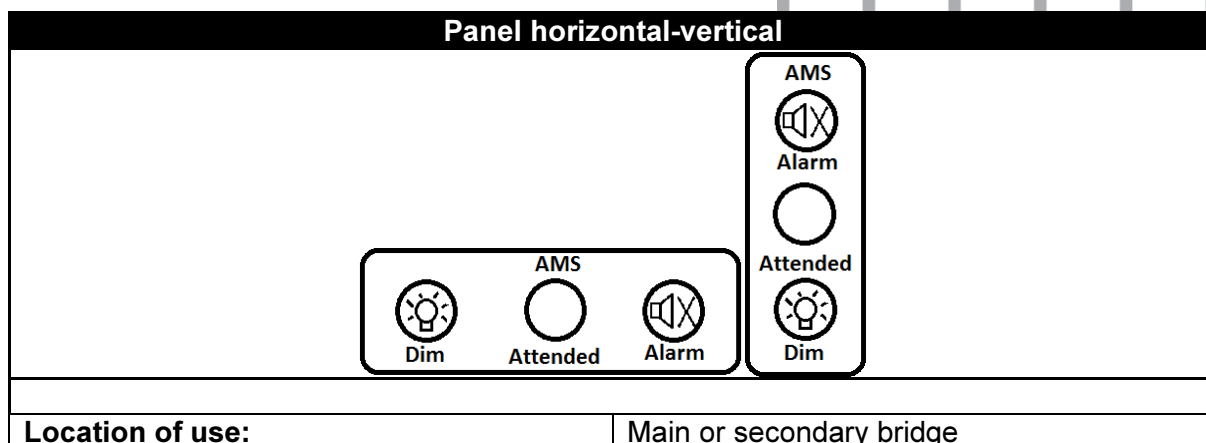 Panel horizontal-vertical
AMS
Alarm
Attended
Dim
AMS
Dim Attended Alarm
Location of use: Main or secondary bridge